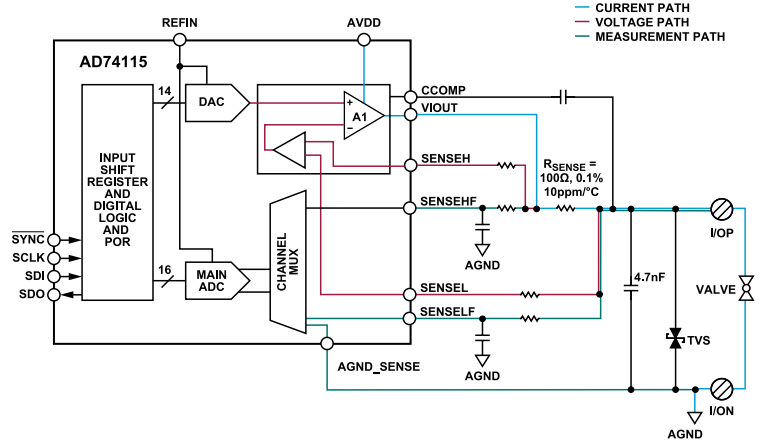 CURRENT PATH
VOLTAGE PATH
MEASUREMENT PATH
REFIN
AVDD
AD74115
14
DAC
+
A1
−
CCOMP
VIOUT
SENSEH
RSENSE =
100Ω, 0.1%
10ppm/°C
INPUT
SHIFT
REGISTER
AND
DIGITAL
LOGIC
AND
POR
SENSEHF
I/OP
SYNC
SCLK
SDI
SDO
16
MAIN
ADC
CHANNEL
MUX
AGND
SENSEL
4.7nF
VALVE
SENSELF
TVS
AGND_SENSE
AGND
I/ON
AGND